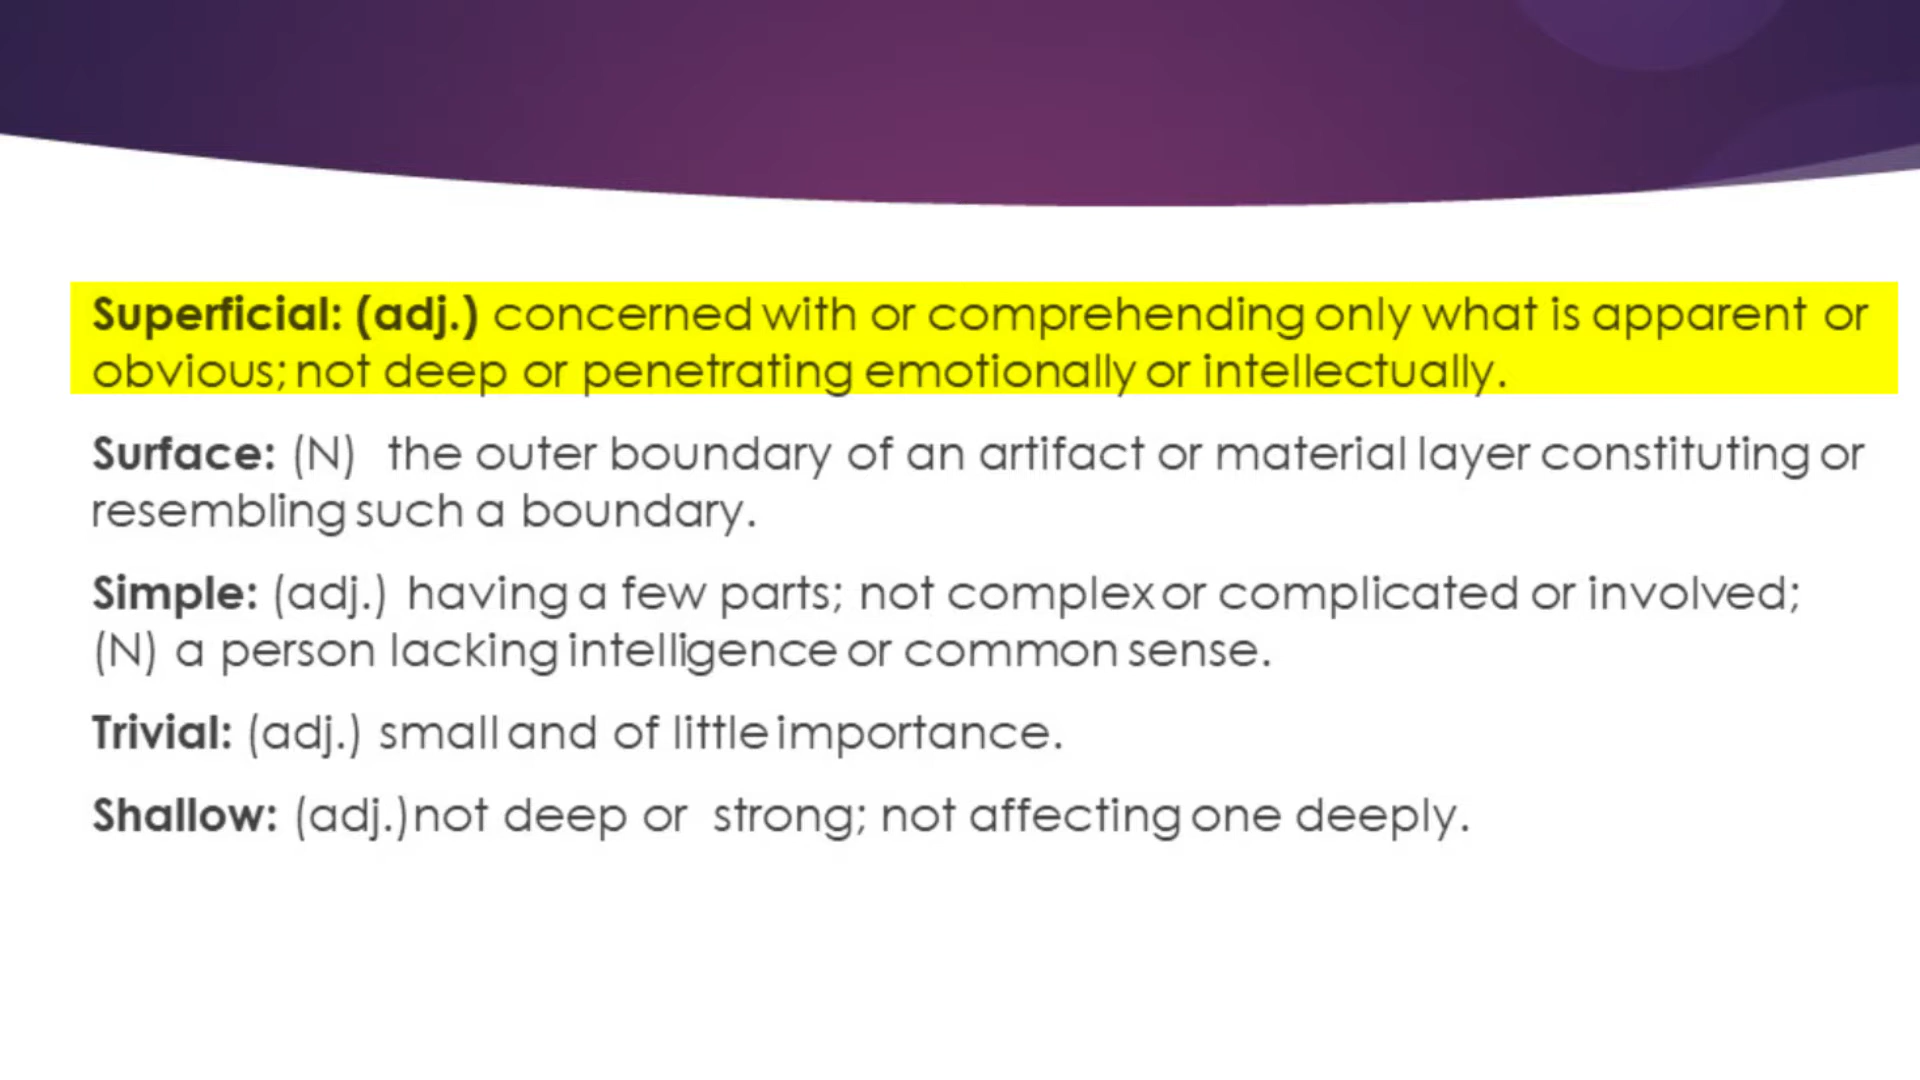 Superficial: (adj.) concerned with or comprehending only what is apparent or
obvious; not deep or penetrating emotionally or intellectually.
Surface: (N) the outer boundary of an artifact or material layer constituting or
resembling such a boundary.
Simple: (adj.) having a few parts; not complex or complicated or involved;
(N) a person lacking intelligence or common sense.
Trivial: (adj.) small and of little importance.
Shallow: (adj.)not deep or strong; not affecting one deeply.